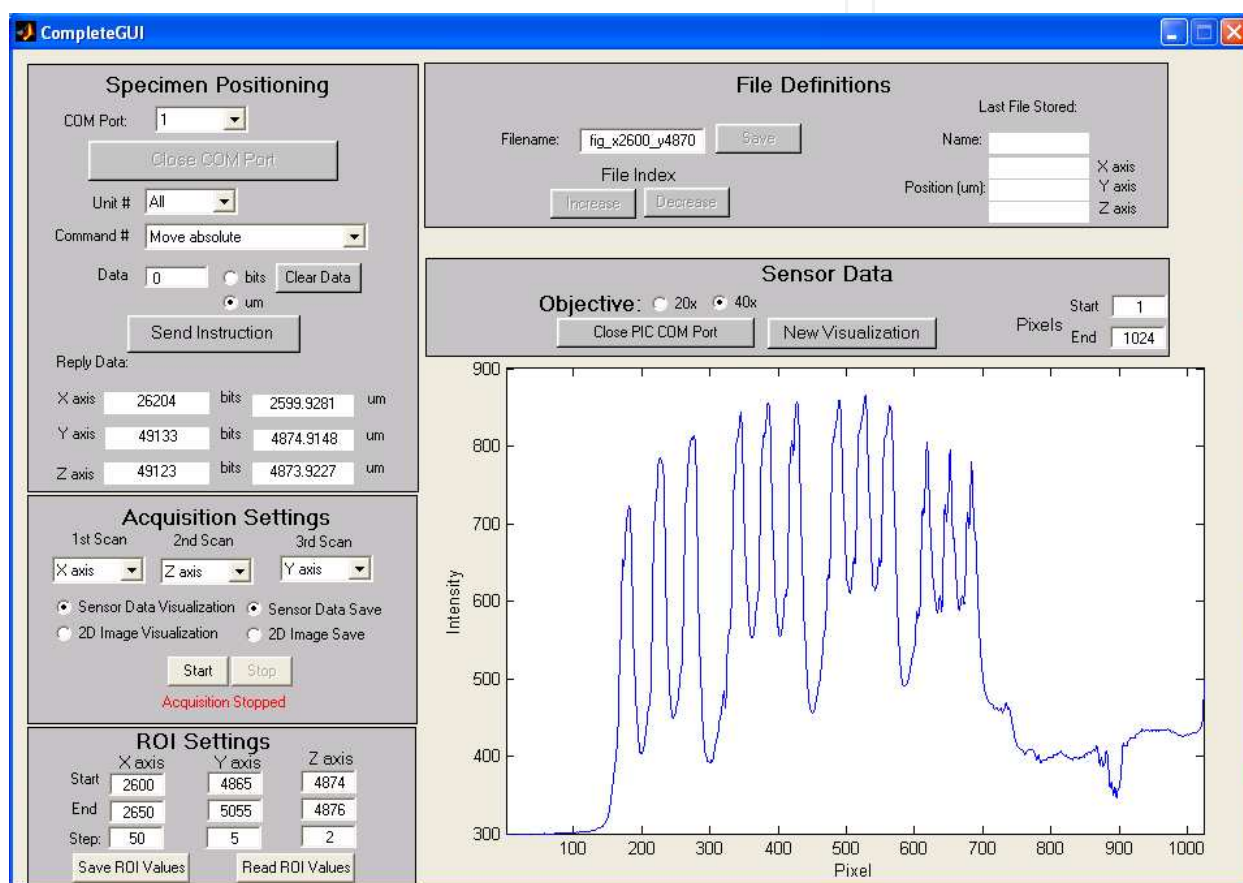 CompleteGUI
Specimen Positioning
COM Port: 1
Close COM Port
Unit # All
Command # Move absolute
Data 0 bits Clear Data
um
Send Instruction
Reply Data:
X axis 26204 bits 2599.9281 um
Y axis 49133 bits 4874.9148 um
Z axis 49123 bits 4873.9227 um
Acquisition Settings
1st Scan 2nd Scan 3rd Scan
X axis Z axis Y axis
Sensor Data Visualization Sensor Data Save
2D Image Visualization 2D Image Save
Start Stop
Acquisition Stopped
ROI Settings
X axis Y axis Z axis
Start 2600 4865 4874
End 2650 5055 4876
Step: 50 5 2
Save ROI Values Read ROI Values
File Definitions
Last File Stored:
Filename: fig_x2600_y4870 Save Name:
File Index
X axis
Increase Decrease Position (um): Y axis
Z axis
Sensor Data
Objective: 20x 40x
Start 1
Close PIC COM Port New Visualization Pixels
End 1024
900
800
700
600
500
400
300
Intensity
100 200 300 400 500 600 700 800 900 1000
Pixel